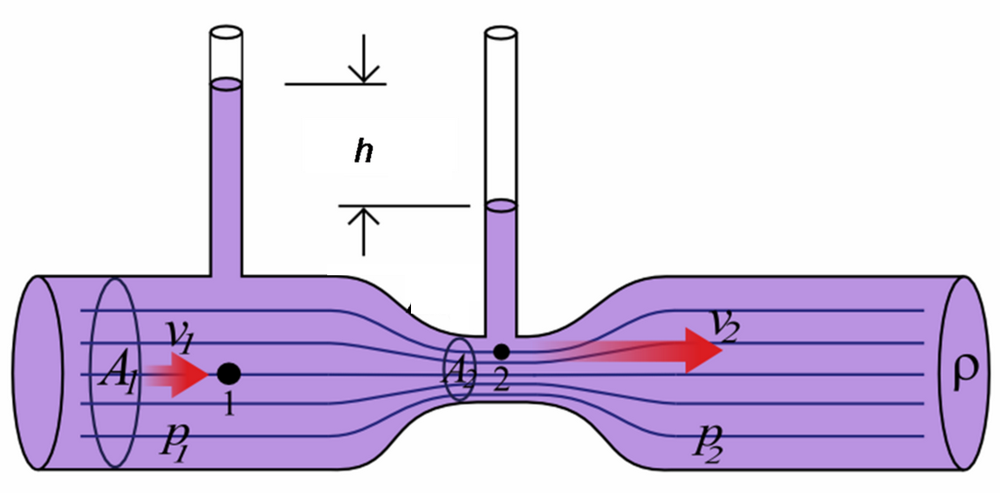 h
v₁
v₂
A₁
A₂
1
2
ρ
p₁
p₂